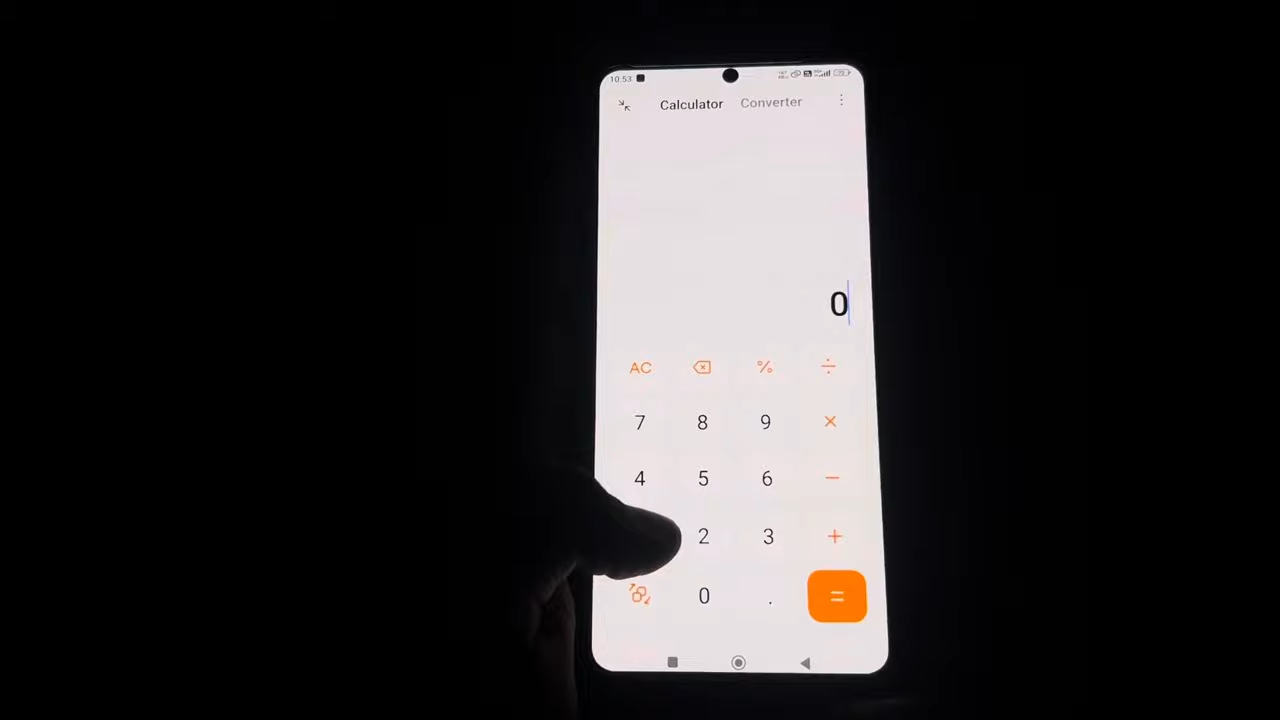 10:53
Calculator Converter
0
AC % ÷
7 8 9 ×
4 5 6 −
2 3 +
0 . =